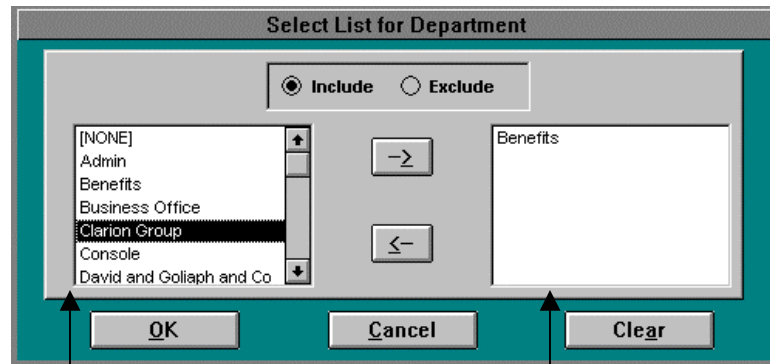 Select List for Department
Include Exclude
[NONE]
Admin
Benefits
Business Office
Clarion Group
Console
David and Goliaph and Co
->
<-
Benefits
OK Cancel Clear